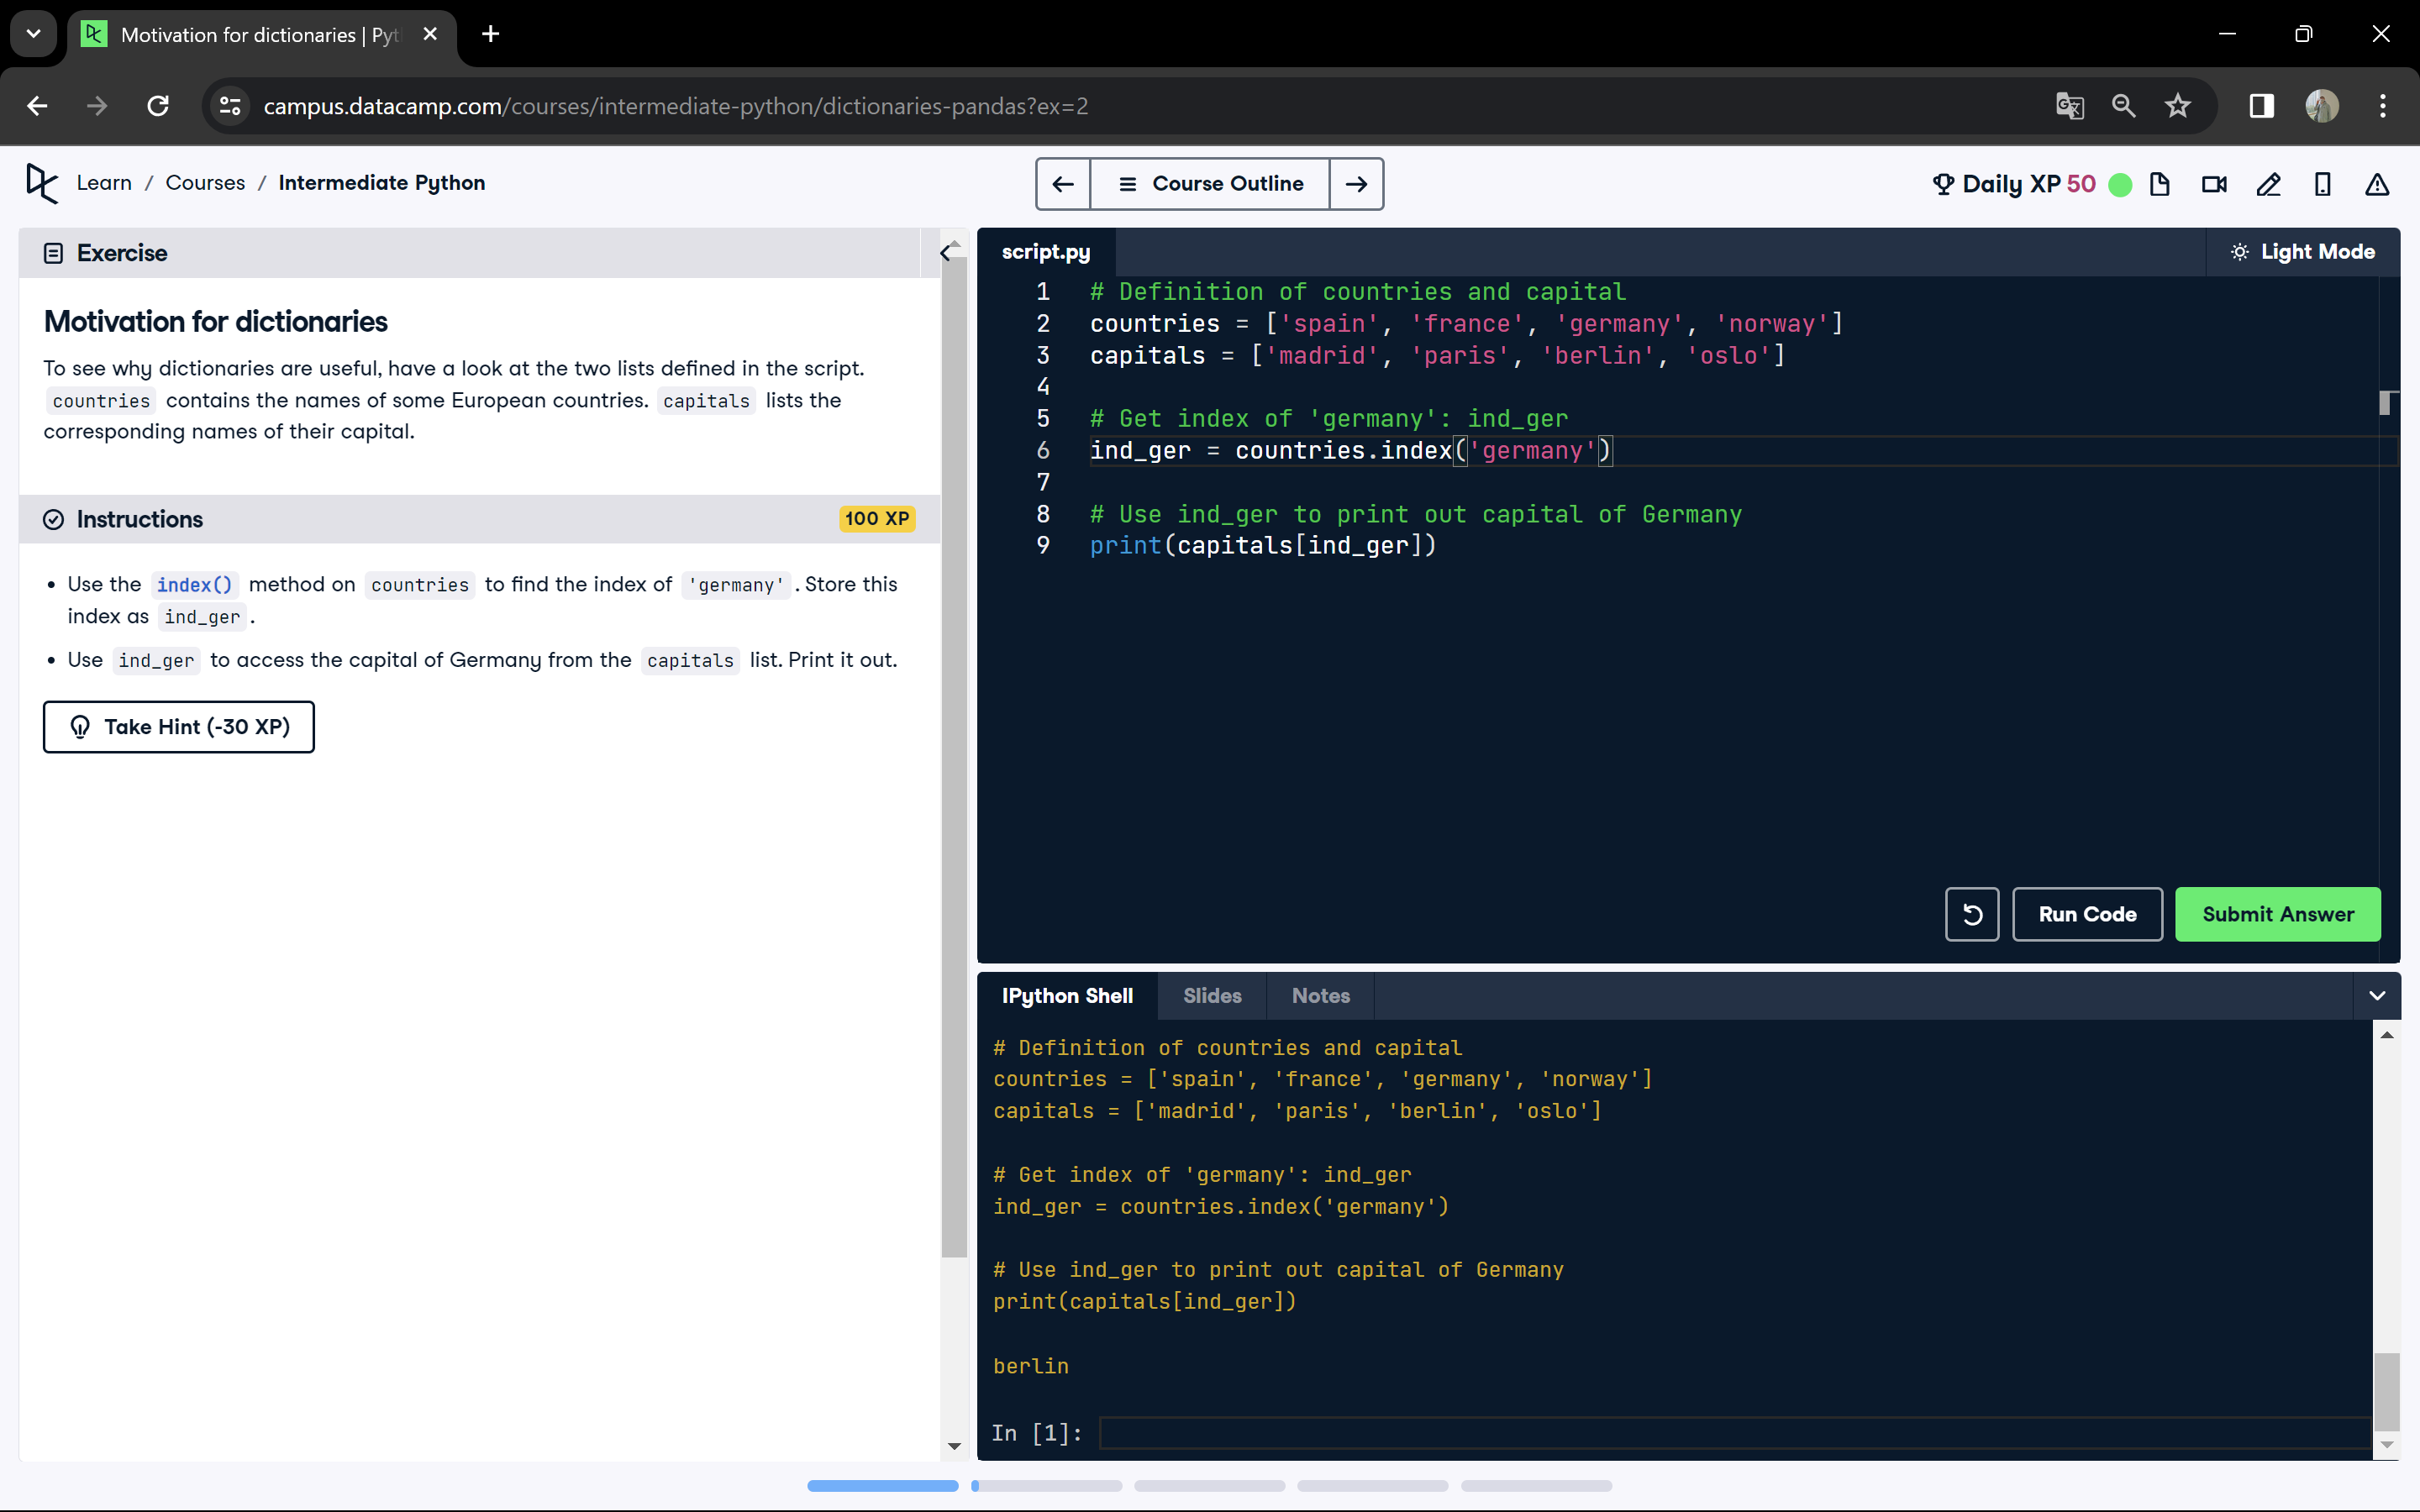 Motivation for dictionaries | Pyt
campus.datacamp.com/courses/intermediate-python/dictionaries-pandas?ex=2
Learn / Courses / Intermediate Python
Course Outline
Daily XP 50
Exercise
Motivation for dictionaries
To see why dictionaries are useful, have a look at the two lists defined in the script.
countries contains the names of some European countries. capitals lists the
corresponding names of their capital.
Instructions
100 XP
Use the index() method on countries to find the index of 'germany'. Store this
index as ind_ger.
Use ind_ger to access the capital of Germany from the capitals list. Print it out.
Take Hint (-30 XP)
script.py
Light Mode
1 # Definition of countries and capital
2 countries = ['spain', 'france', 'germany', 'norway']
3 capitals = ['madrid', 'paris', 'berlin', 'oslo']
4
5 # Get index of 'germany': ind_ger
6 ind_ger = countries.index('germany')
7
8 # Use ind_ger to print out capital of Germany
9 print(capitals[ind_ger])
Run Code
Submit Answer
IPython Shell
Slides
Notes
# Definition of countries and capital
countries = ['spain', 'france', 'germany', 'norway']
capitals = ['madrid', 'paris', 'berlin', 'oslo']
# Get index of 'germany': ind_ger
ind_ger = countries.index('germany')
# Use ind_ger to print out capital of Germany
print(capitals[ind_ger])
berlin
In [1]: